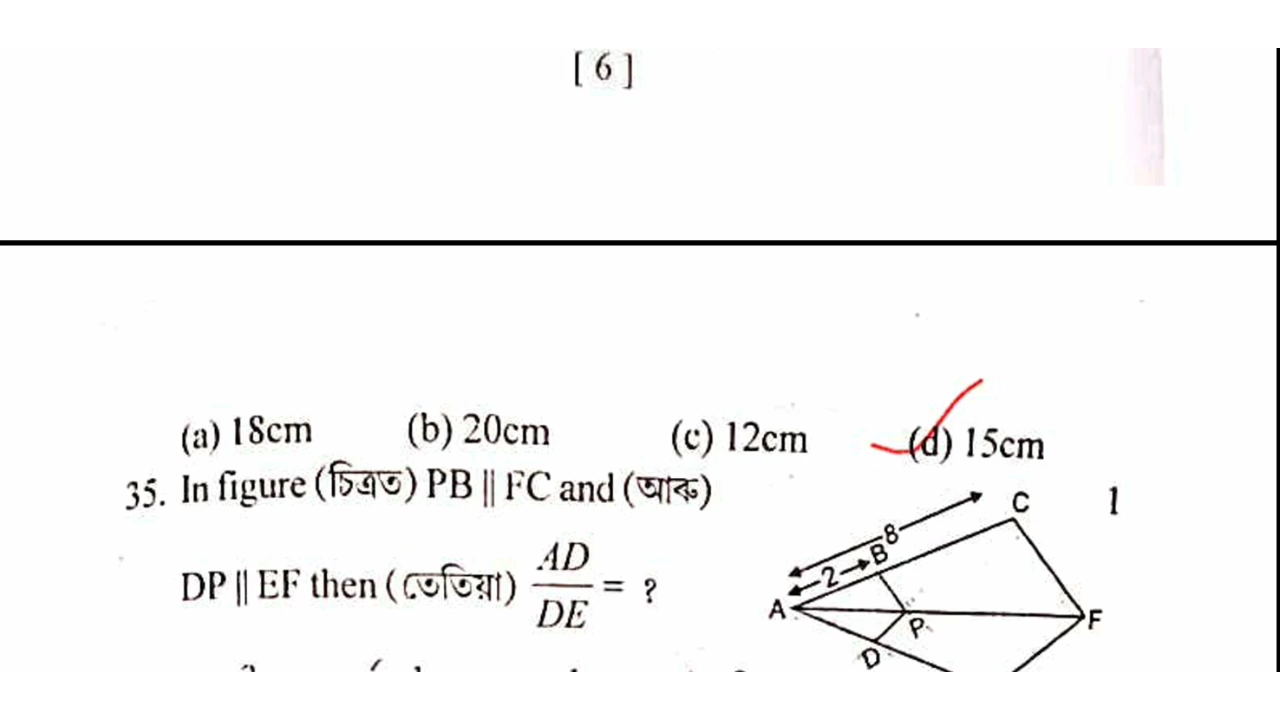 [ 6 ]
(a) 18cm (b) 20cm (c) 12cm (d) 15cm
35. In figure (চিত্ৰত) PB || FC and (আৰু) 1
DP || EF then (তেতিয়া) AD/DE = ?
C
8
B
2
A
P
F
D